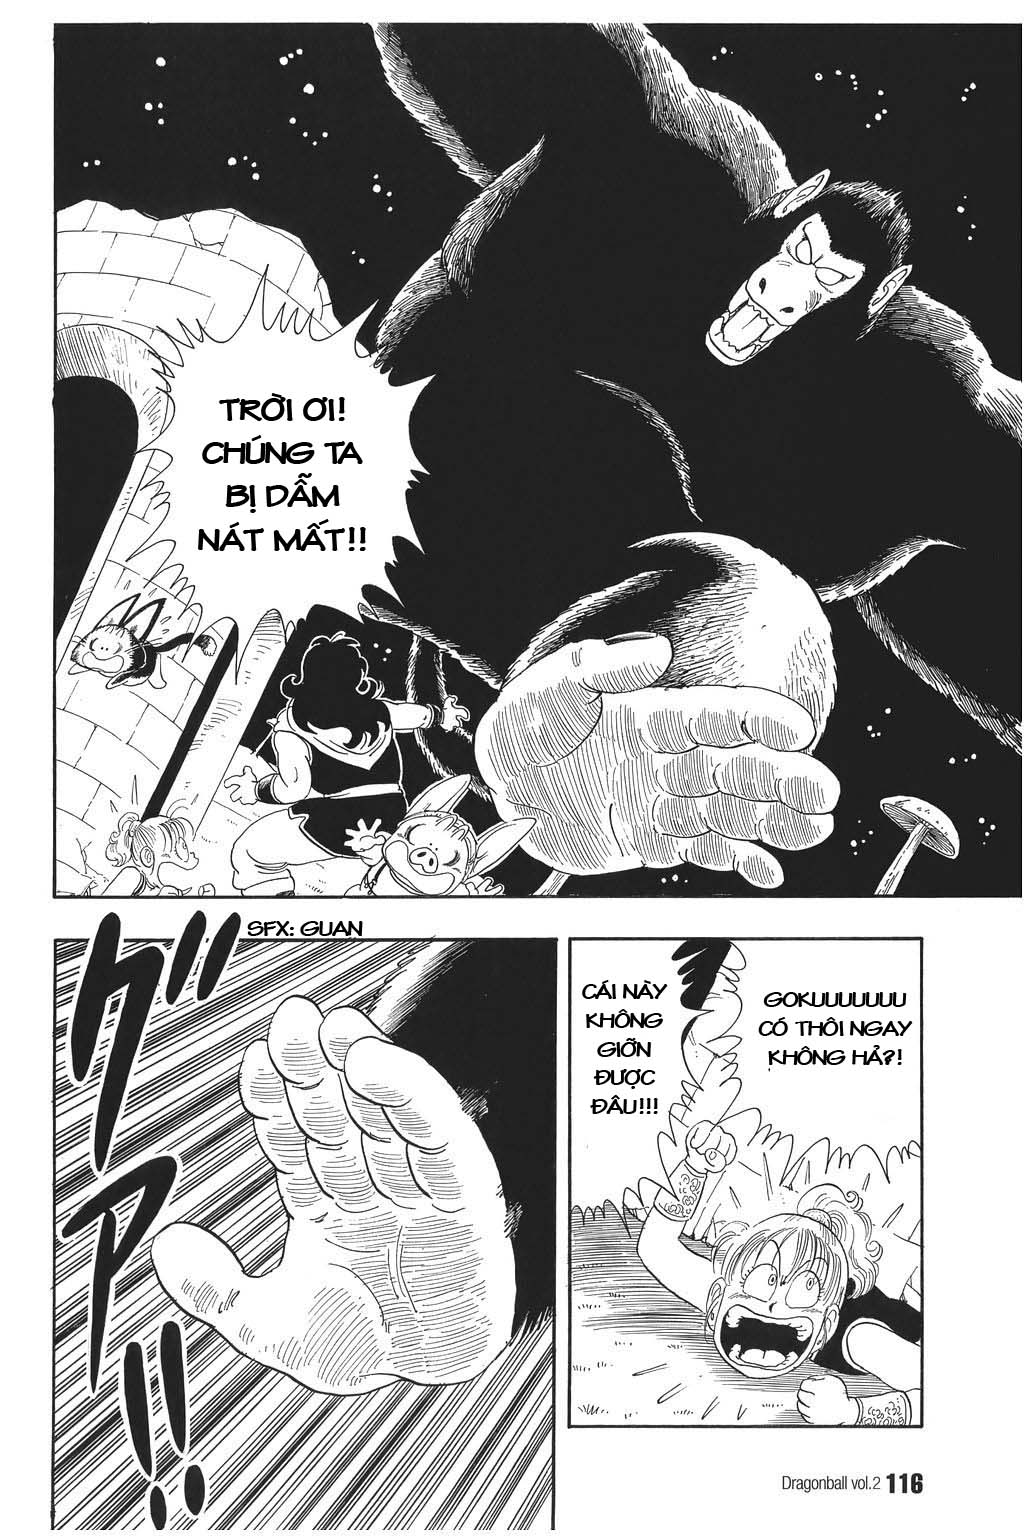 TRỜI ƠI!
CHÚNG TA
BỊ DẪM
NÁT MẤT!!
SFX: GUAN
グアッ!!
CÁI NÀY
KHÔNG
GIỠN
ĐƯỢC
ĐÂU!!!
GOKUUUUUUU
CÓ THÔI NGAY
KHÔNG HẢ?!
Dragonball vol.2 116